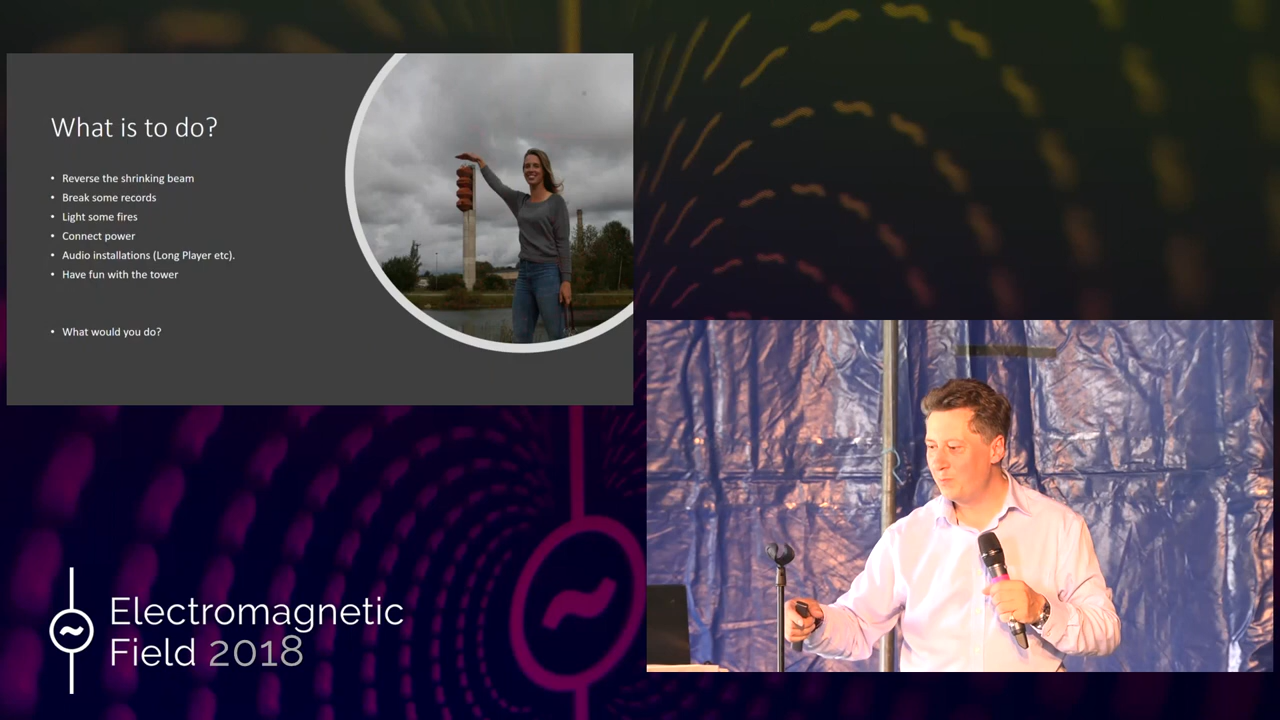 What is to do?
• Reverse the shrinking beam
• Break some records
• Light some fires
• Connect power
• Audio installations (Long Player etc).
• Have fun with the tower
• What would you do?
Electromagnetic
Field 2018